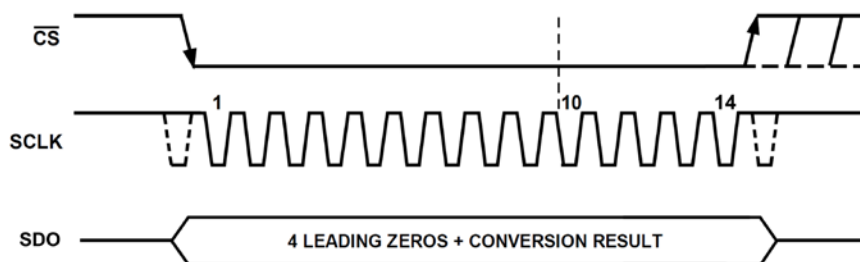 CS
1 10 14
SCLK
SDO 4 LEADING ZEROS + CONVERSION RESULT